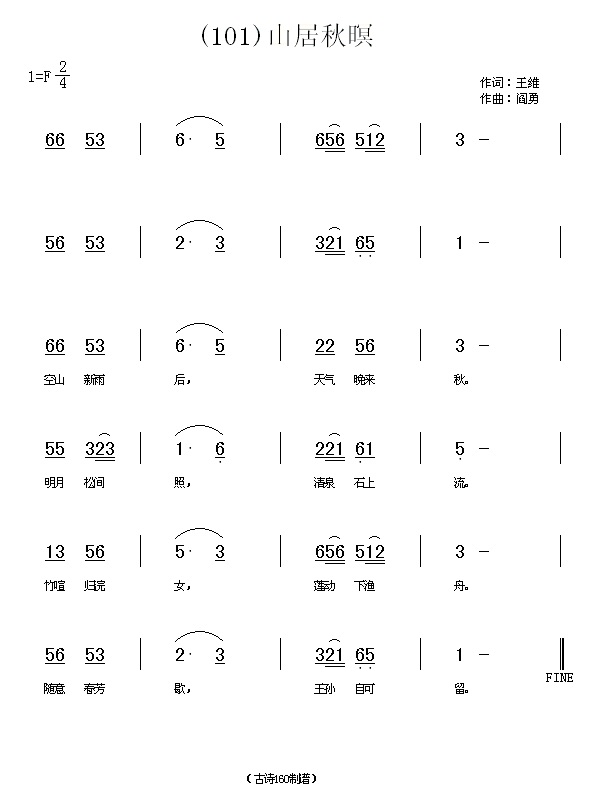 (101)山居秋暝
1=F 2/4
作词：王维
作曲：阎勇
66 53 6· 5 656 512 3 －
56 53 2· 3 321 65 1 －
66 53 6· 5 22 56 3 －
空山 新雨 后， 天气 晚来 秋。
55 323 1· 6 221 61 5 －
明月 松间 照， 清泉 石上 流。
13 56 5· 3 656 512 3 －
竹喧 归浣 女， 莲动 下渔 舟。
56 53 2· 3 321 65 1 －
FINE
随意 春芳 歇， 王孙 自可 留。
（古诗160制谱）